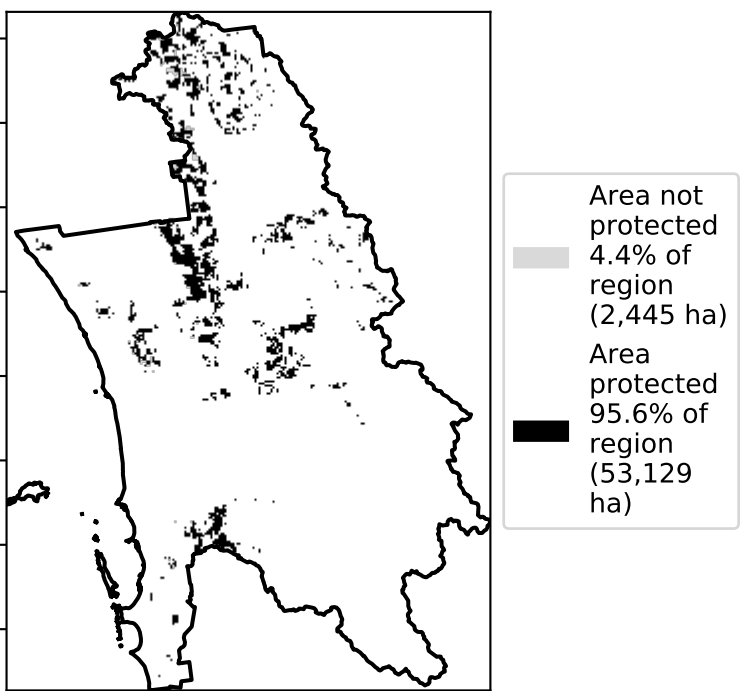 Area not
protected
4.4% of
region
(2,445 ha)
Area
protected
95.6% of
region
(53,129
ha)